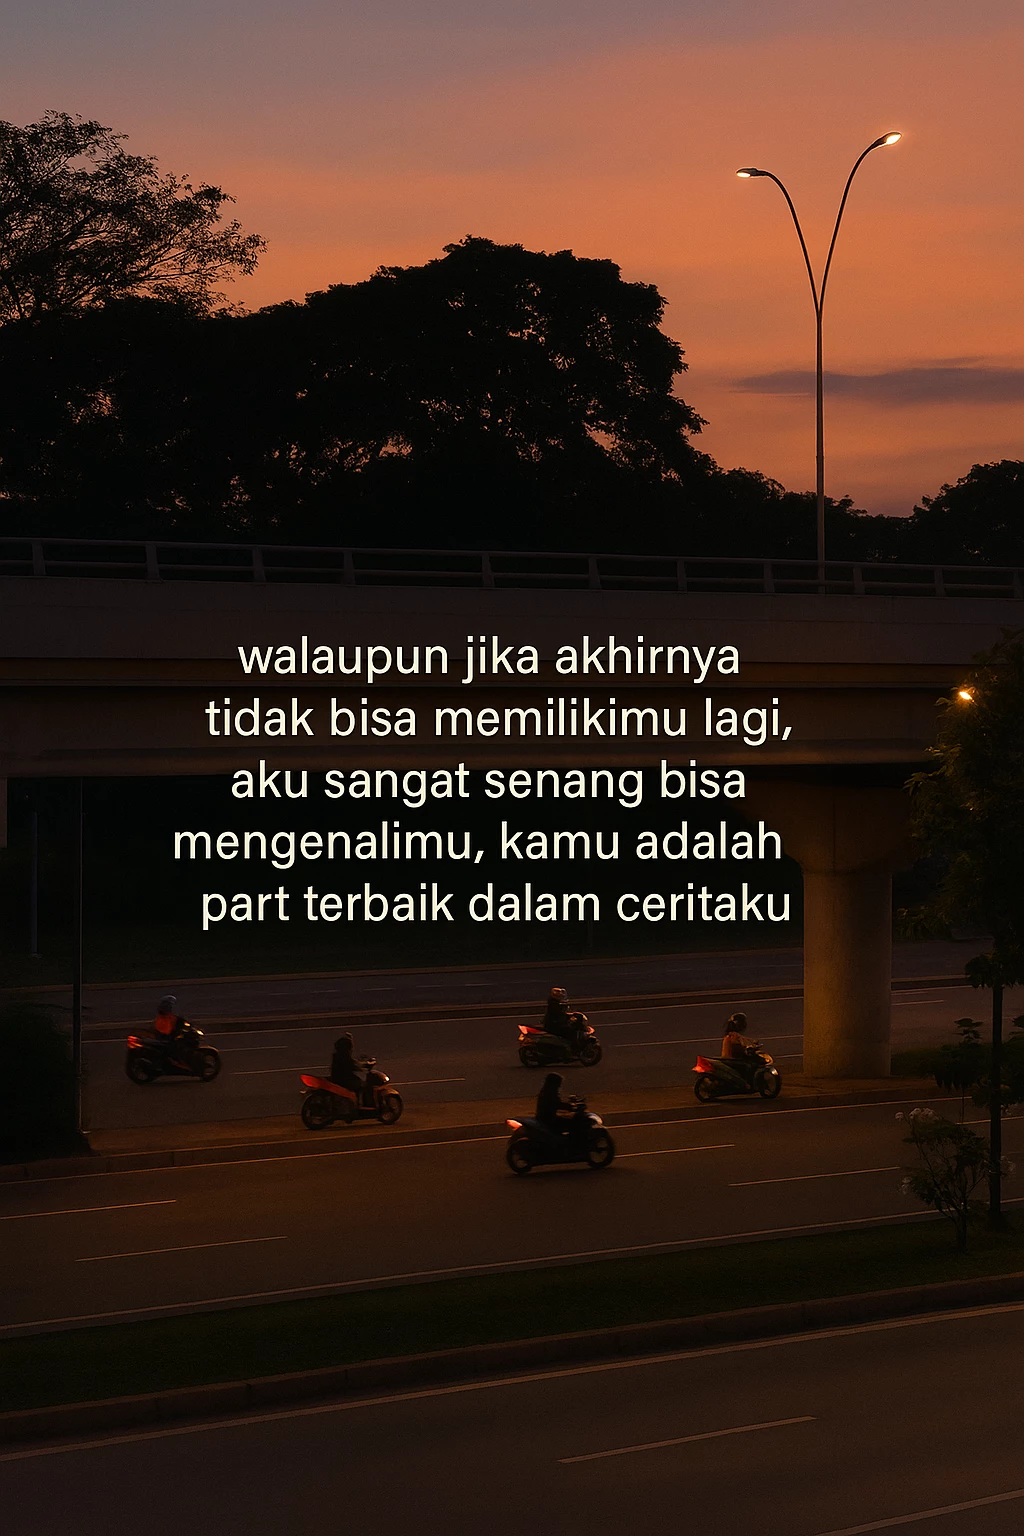 walaupun jika akhirnya
tidak bisa memilikimu lagi,
aku sangat senang bisa
mengenalimu, kamu adalah
part terbaik dalam ceritaku